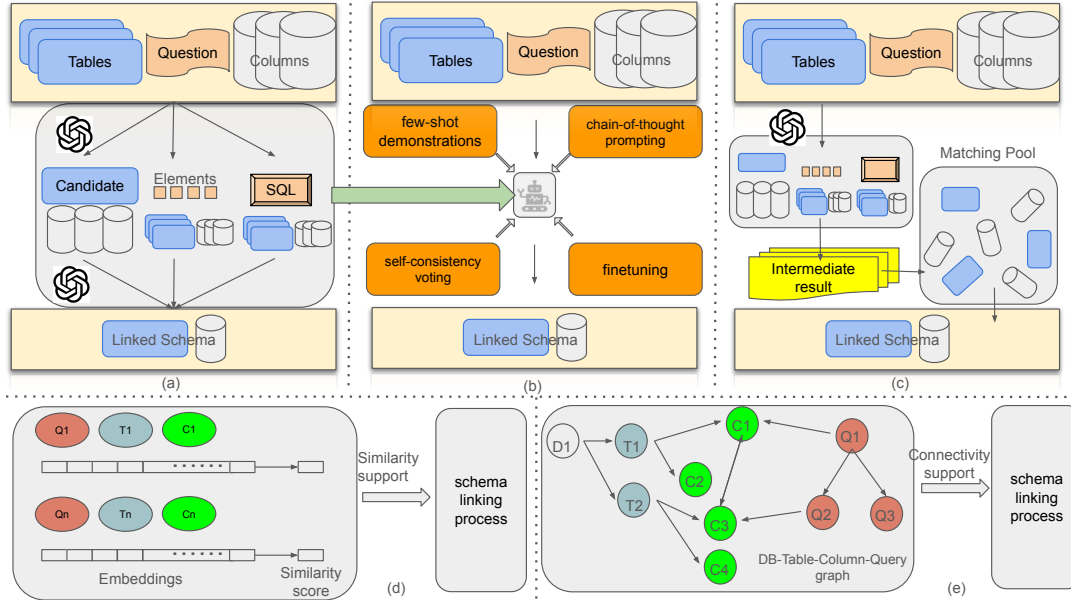 Tables
Question
Columns
Candidate
Elements
SQL
Linked Schema
(a)
Tables
Question
Columns
few-shot
demonstrations
chain-of-thought
prompting
self-consistency
voting
finetuning
Linked Schema
(b)
Tables
Question
Columns
Matching Pool
Intermediate
result
Linked Schema
(c)
Q1
T1
C1
Qn
Tn
Cn
Embeddings
Similarity
score
Similarity
support
schema
linking
process
(d)
D1
T1
T2
C1
C2
C3
C4
Q1
Q2
Q3
DB-Table-Column-Query
graph
Connectivity
support
schema
linking
process
(e)